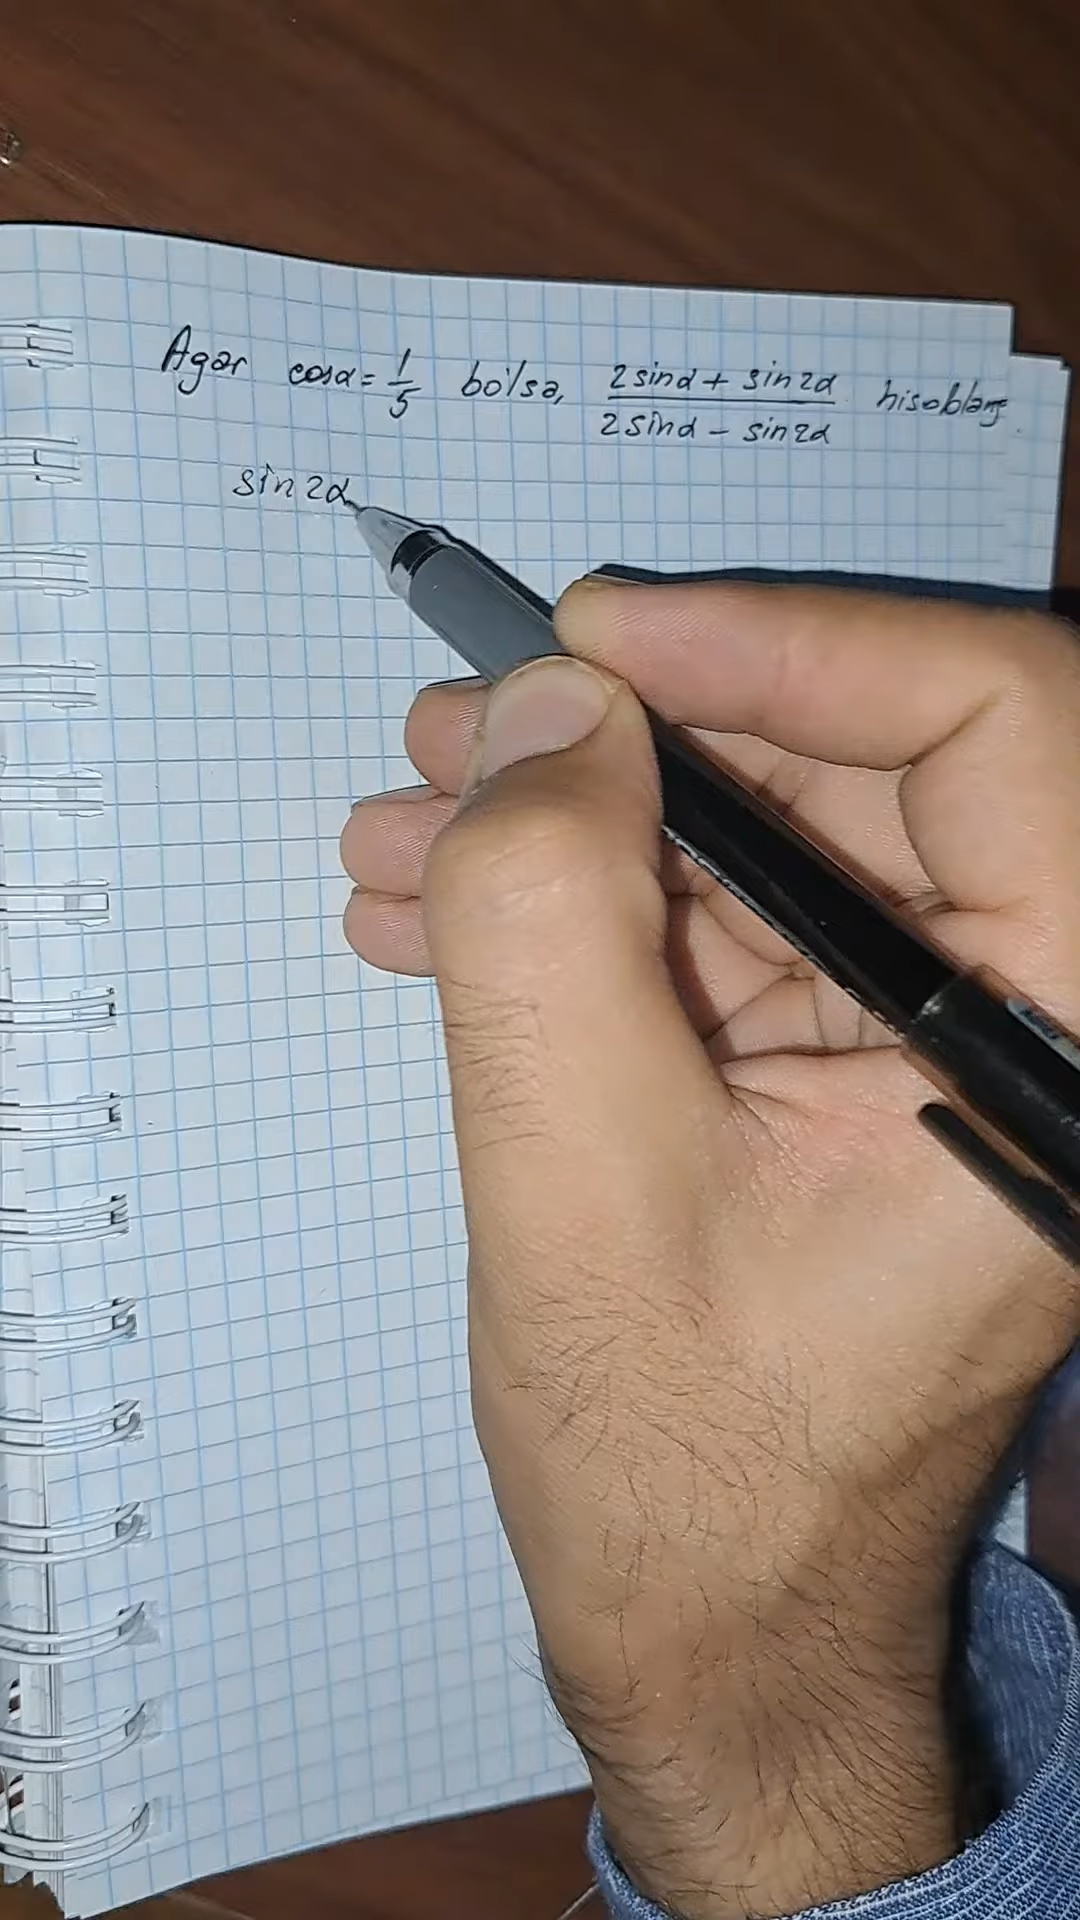 Agar cosα = 1/5 bo'lsa, (2sinα + sin2α)/(2sinα − sin2α) hisoblang.
sin2α